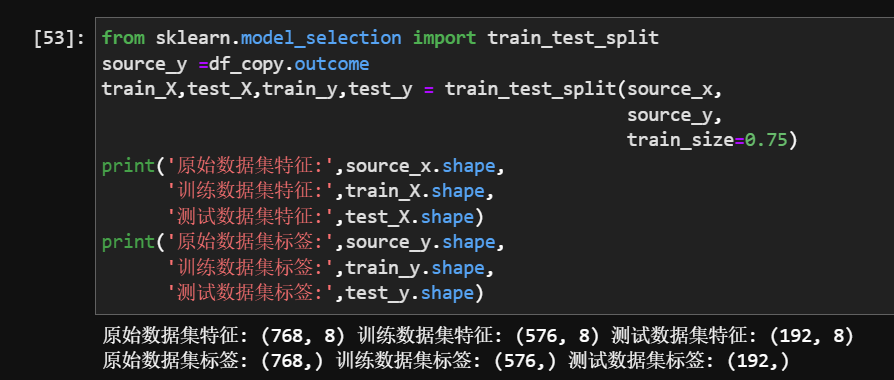 [53]: from sklearn.model_selection import train_test_split
source_y =df_copy.outcome
train_X,test_X,train_y,test_y = train_test_split(source_x,
source_y,
train_size=0.75)
print('原始数据集特征:',source_x.shape,
'训练数据集特征:',train_X.shape,
'测试数据集特征:',test_X.shape)
print('原始数据集标签:',source_y.shape,
'训练数据集标签:',train_y.shape,
'测试数据集标签:',test_y.shape)
原始数据集特征: (768, 8) 训练数据集特征: (576, 8) 测试数据集特征: (192, 8)
原始数据集标签: (768,) 训练数据集标签: (576,) 测试数据集标签: (192,)